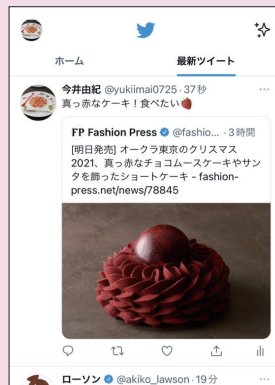 ホーム 最新ツイート
今井由紀 @yukiimai0725 · 37秒
真っ赤なケーキ！食べたい🍓
FP Fashion Press @fashio... · 3時間
[明日発売] オークラ東京のクリスマス
2021、真っ赤なチョコムースケーキやサン
タを飾ったショートケーキ - fashion-
press.net/news/78845
ローソン @akiko_lawson · 19分